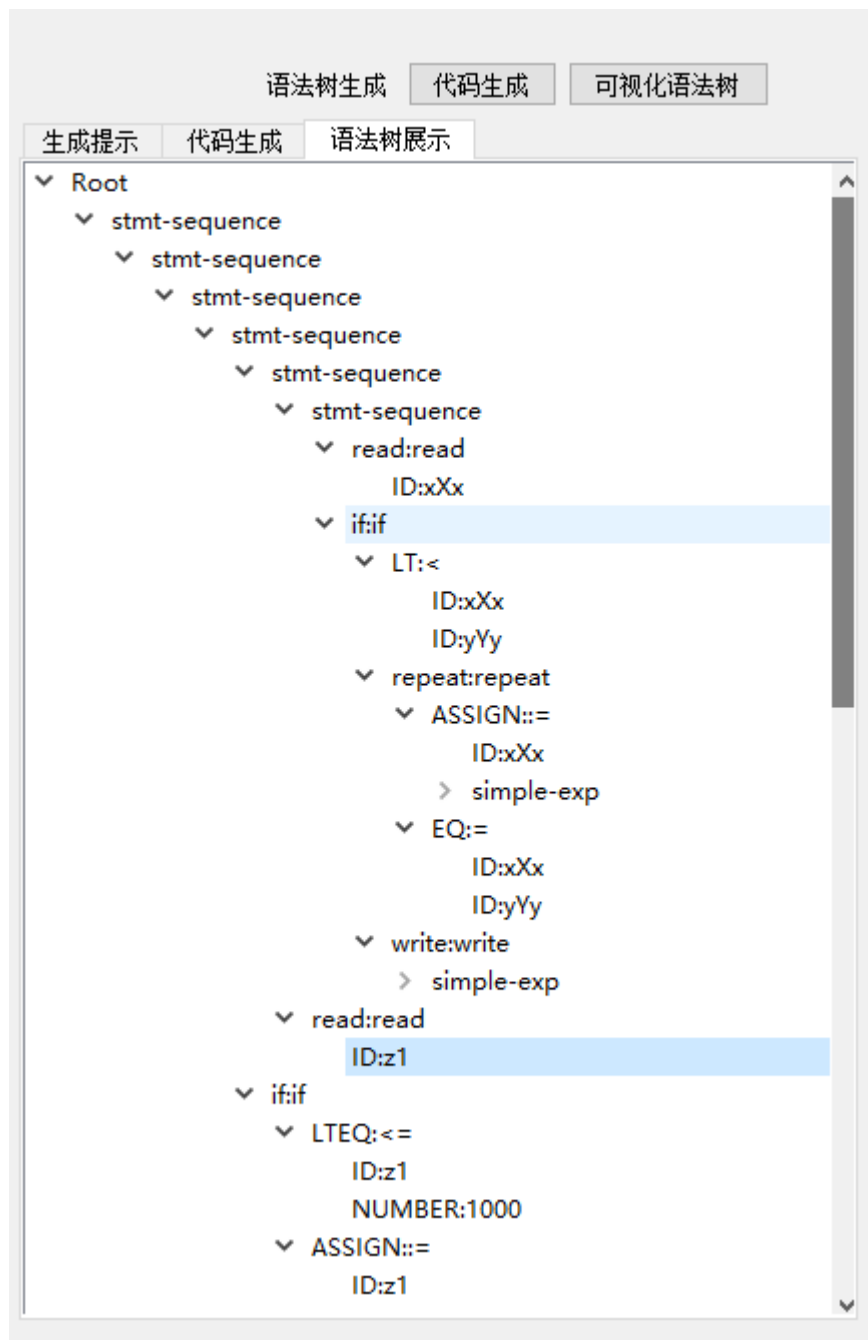 语法树生成 代码生成 可视化语法树
生成提示 代码生成 语法树展示
Root
stmt-sequence
stmt-sequence
stmt-sequence
stmt-sequence
stmt-sequence
stmt-sequence
read:read
ID:xXx
if:if
LT:<
ID:xXx
ID:yYy
repeat:repeat
ASSIGN::=
ID:xXx
simple-exp
EQ:=
ID:xXx
ID:yYy
write:write
simple-exp
read:read
ID:z1
if:if
LTEQ:<=
ID:z1
NUMBER:1000
ASSIGN::=
ID:z1